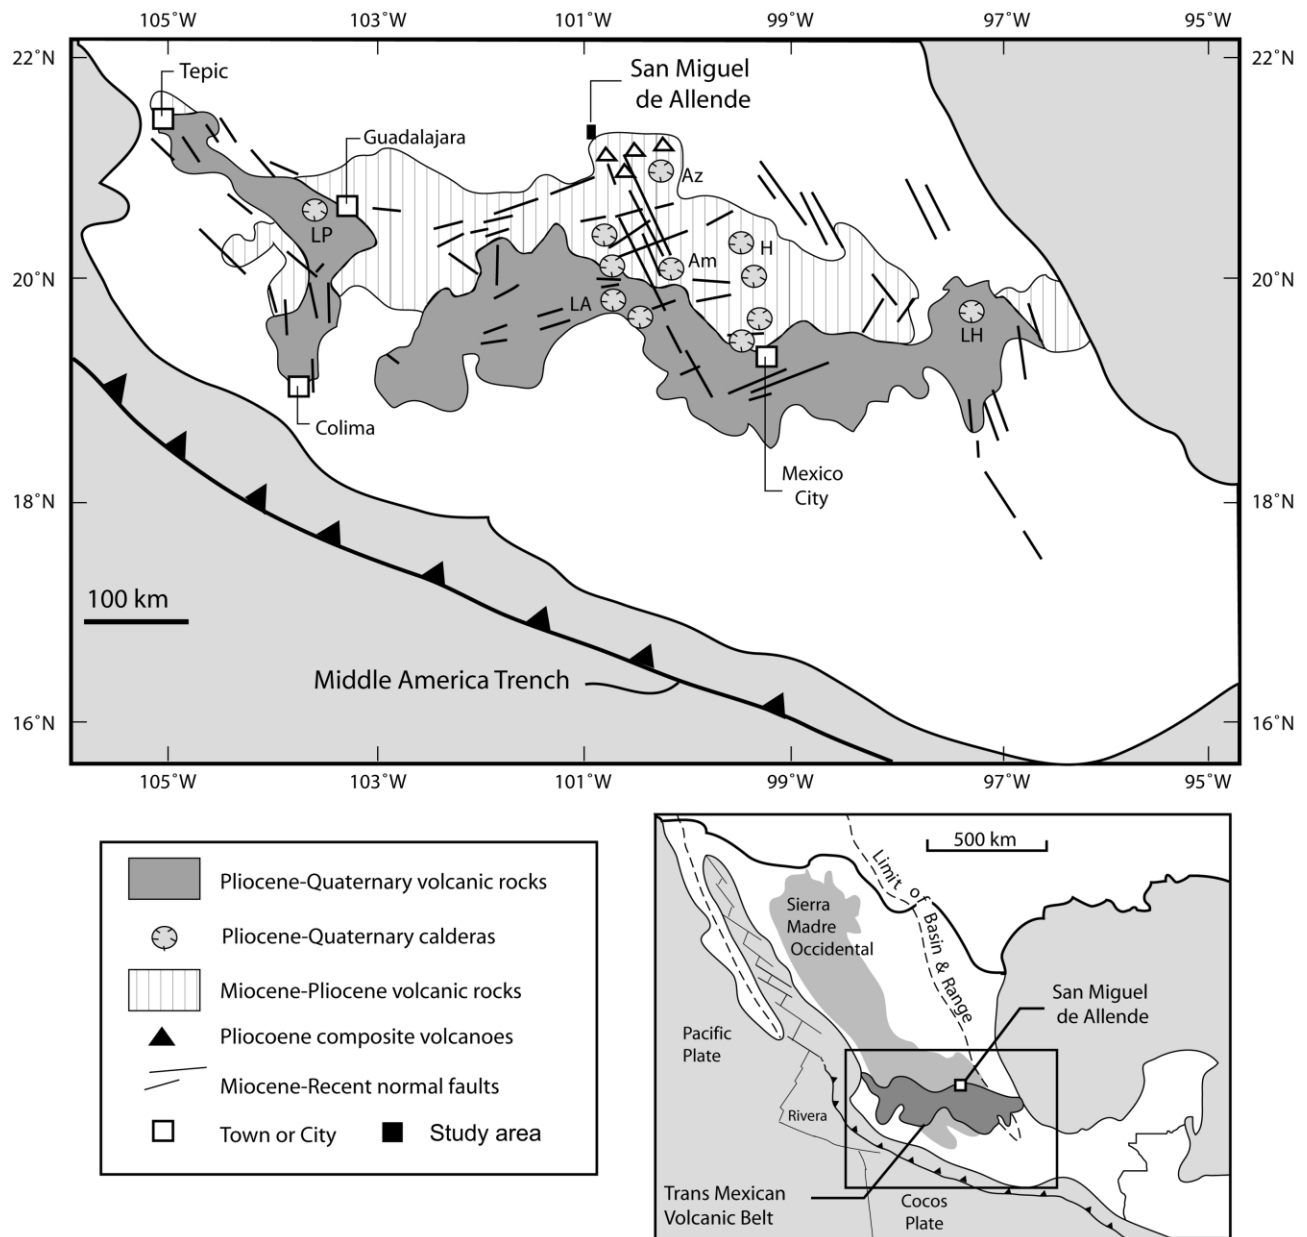 105˚W 103˚W 101˚W 99˚W 97˚W 95˚W
22˚N
22˚N
Tepic
San Miguel
de Allende
Guadalajara
Az
LP
H
Am
20˚N
20˚N
LA
LH
Colima
Mexico
City
18˚N
18˚N
100 km
Middle America Trench
16˚N
16˚N
105˚W 103˚W 101˚W 99˚W 97˚W 95˚W
Pliocene-Quaternary volcanic rocks
Pliocene-Quaternary calderas
Miocene-Pliocene volcanic rocks
Pliocoene composite volcanoes
Miocene-Recent normal faults
Town or City
Study area
500 km
Limit of Basin & Range
Sierra
Madre
Occidental
San Miguel
de Allende
Pacific
Plate
Rivera
Trans Mexican
Volcanic Belt
Cocos
Plate